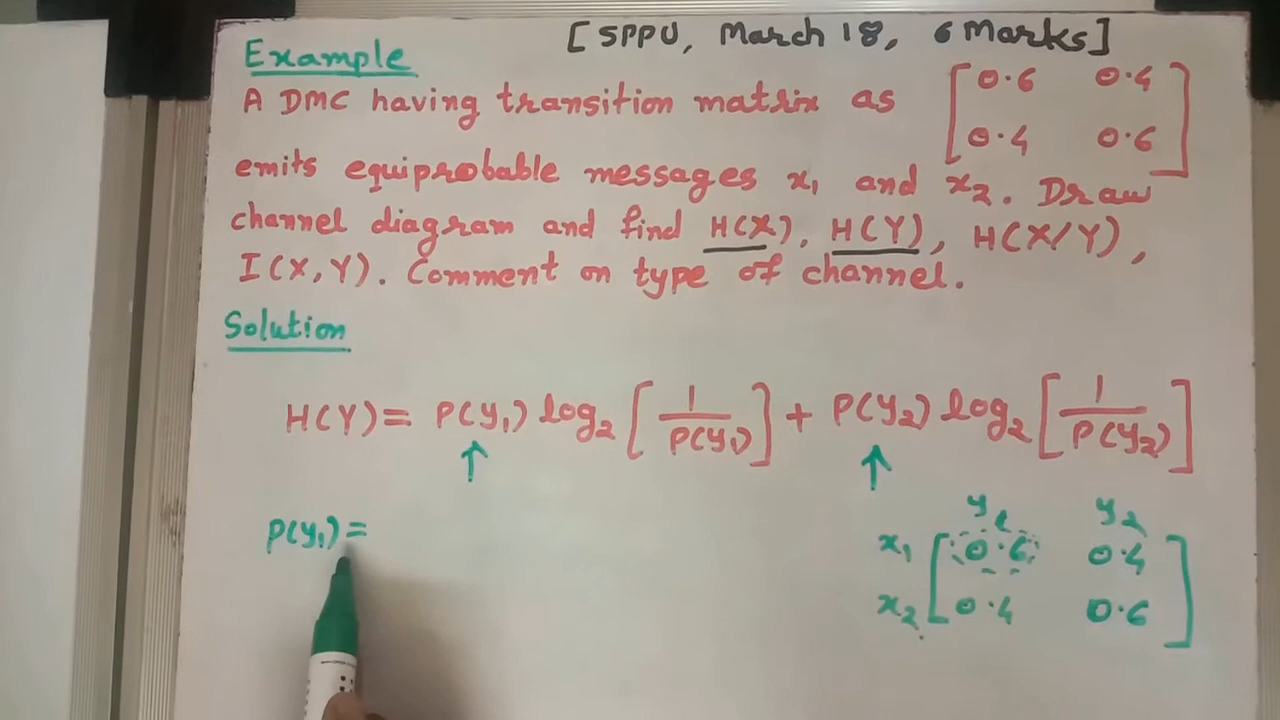 [SPPU, March 18, 6 Marks]
Example
A DMC having transition matrix as [0.6 0.4
0.4 0.6]
emits equiprobable messages x₁ and x₂. Draw
channel diagram and find H(X), H(Y), H(X/Y),
I(X,Y). Comment on type of channel.
Solution
H(Y) = P(y₁) log₂ [1/P(y₁)] + P(y₂) log₂ [1/P(y₂)]
↑ ↑
P(y₁) =
y₁ y₂
x₁ [0.6 0.4
x₂ 0.4 0.6]